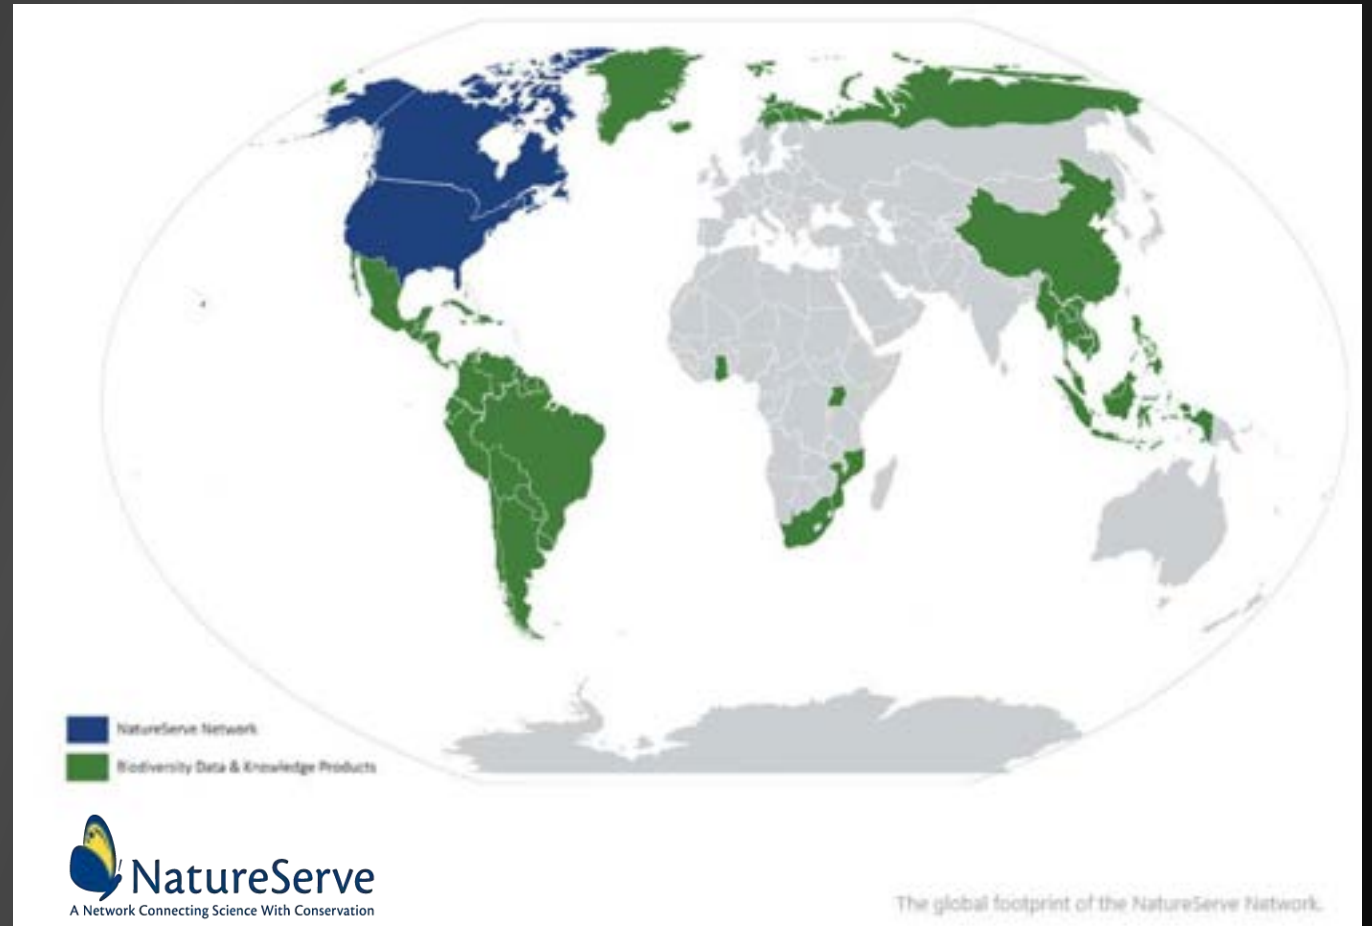 NatureServe Network
Biodiversity Data & Knowledge Products
NatureServe
A Network Connecting Science With Conservation
The global footprint of the NatureServe Network.